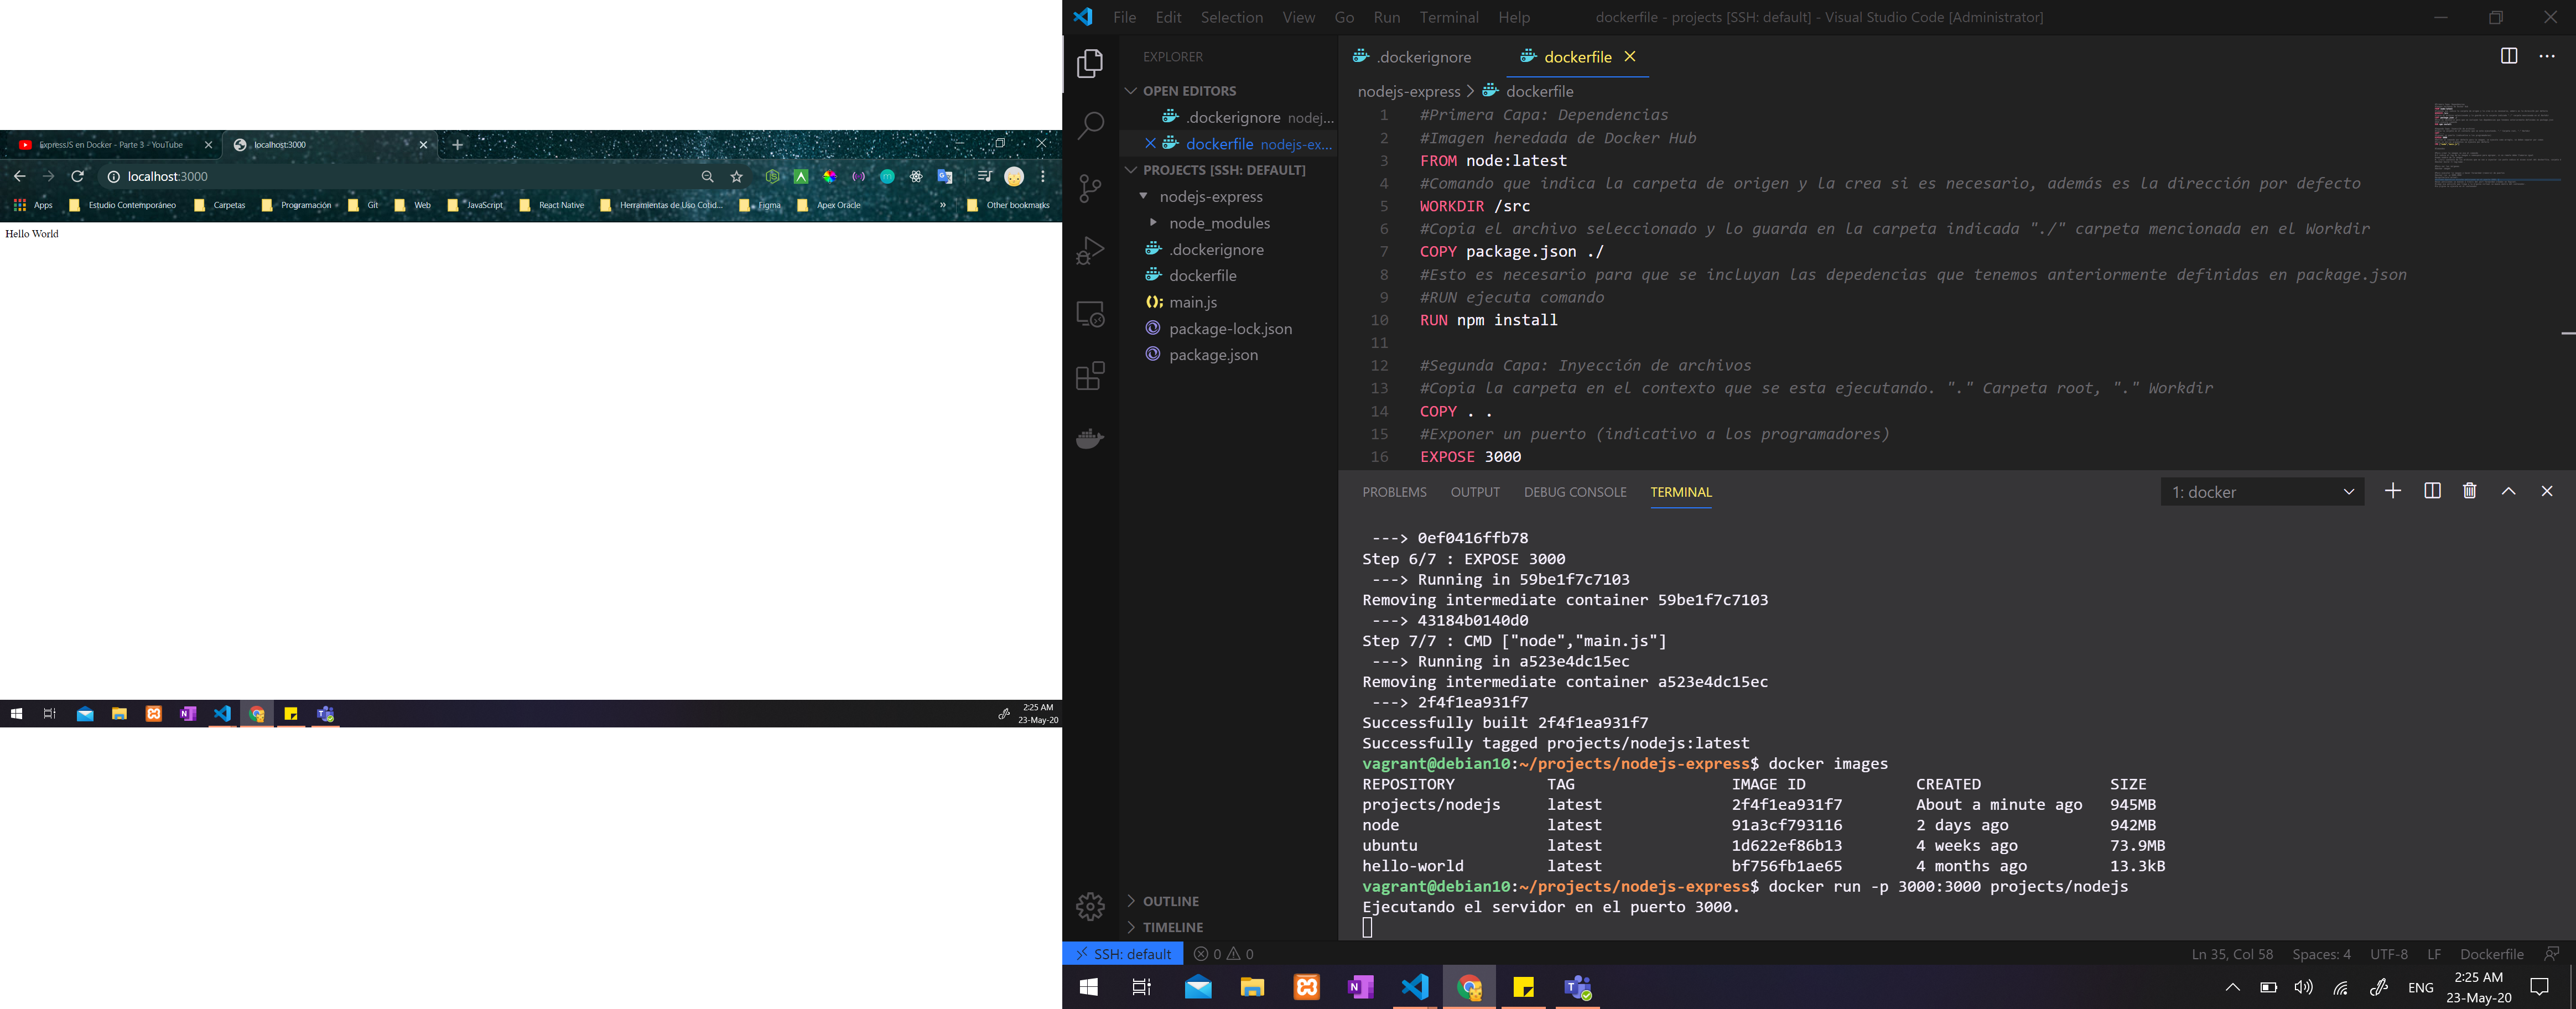 ExpressJS en Docker - Parte 3 - YouTube
localhost:3000
localhost:3000
Apps Estudio Contemporáneo Carpetas Programación Git Web JavaScript React Native Herramientas de Uso Cotid... Figma Apex Oracle » Other bookmarks
Hello World
2:25 AM
23-May-20
File Edit Selection View Go Run Terminal Help
dockerfile - projects [SSH: default] - Visual Studio Code [Administrator]
EXPLORER
OPEN EDITORS
.dockerignore nodej...
dockerfile nodejs-ex...
PROJECTS [SSH: DEFAULT]
nodejs-express
node_modules
.dockerignore
dockerfile
main.js
package-lock.json
package.json
OUTLINE
TIMELINE
.dockerignore
dockerfile
nodejs-express > dockerfile
1 #Primera Capa: Dependencias
2 #Imagen heredada de Docker Hub
3 FROM node:latest
4 #Comando que indica la carpeta de origen y la crea si es necesario, además es la dirección por defecto
5 WORKDIR /src
6 #Copia el archivo seleccionado y lo guarda en la carpeta indicada "./" carpeta mencionada en el Workdir
7 COPY package.json ./
8 #Esto es necesario para que se incluyan las depedencias que tenemos anteriormente definidas en package.json
9 #RUN ejecuta comando
10 RUN npm install
11
12 #Segunda Capa: Inyección de archivos
13 #Copia la carpeta en el contexto que se esta ejecutando. "." Carpeta root, "." Workdir
14 COPY . .
15 #Exponer un puerto (indicativo a los programadores)
16 EXPOSE 3000
PROBLEMS OUTPUT DEBUG CONSOLE TERMINAL
1: docker
---> 0ef0416ffb78
Step 6/7 : EXPOSE 3000
---> Running in 59be1f7c7103
Removing intermediate container 59be1f7c7103
---> 43184b0140d0
Step 7/7 : CMD ["node","main.js"]
---> Running in a523e4dc15ec
Removing intermediate container a523e4dc15ec
---> 2f4f1ea931f7
Successfully built 2f4f1ea931f7
Successfully tagged projects/nodejs:latest
vagrant@debian10:~/projects/nodejs-express$ docker images
REPOSITORY TAG IMAGE ID CREATED SIZE
projects/nodejs latest 2f4f1ea931f7 About a minute ago 945MB
node latest 91a3cf793116 2 days ago 942MB
ubuntu latest 1d622ef86b13 4 weeks ago 73.9MB
hello-world latest bf756fb1ae65 4 months ago 13.3kB
vagrant@debian10:~/projects/nodejs-express$ docker run -p 3000:3000 projects/nodejs
Ejecutando el servidor en el puerto 3000.
SSH: default 0 0
Ln 35, Col 58 Spaces: 4 UTF-8 LF Dockerfile
ENG
2:25 AM
23-May-20